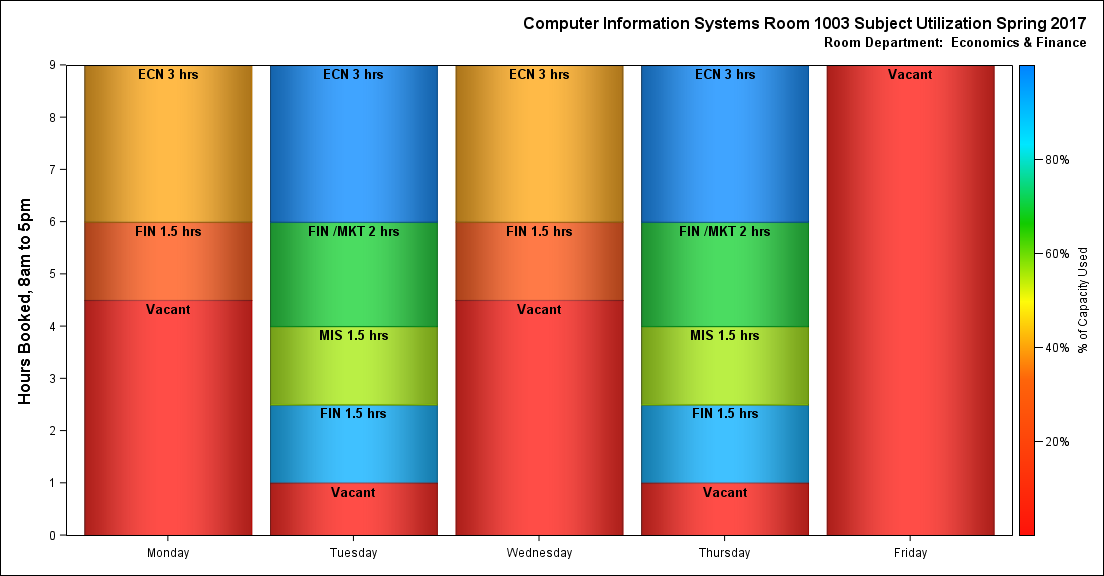 Computer Information Systems Room 1003 Subject Utilization Spring 2017
Room Department:  Economics & Finance
Hours Booked, 8am to 5pm
9
8
7
6
5
4
3
2
1
0
ECN 3 hrs
FIN 1.5 hrs
Vacant
Monday
ECN 3 hrs
FIN /MKT 2 hrs
MIS 1.5 hrs
FIN 1.5 hrs
Vacant
Tuesday
ECN 3 hrs
FIN 1.5 hrs
Vacant
Wednesday
ECN 3 hrs
FIN /MKT 2 hrs
MIS 1.5 hrs
FIN 1.5 hrs
Vacant
Thursday
Vacant
Friday
80%
60%
40%
20%
% of Capacity Used